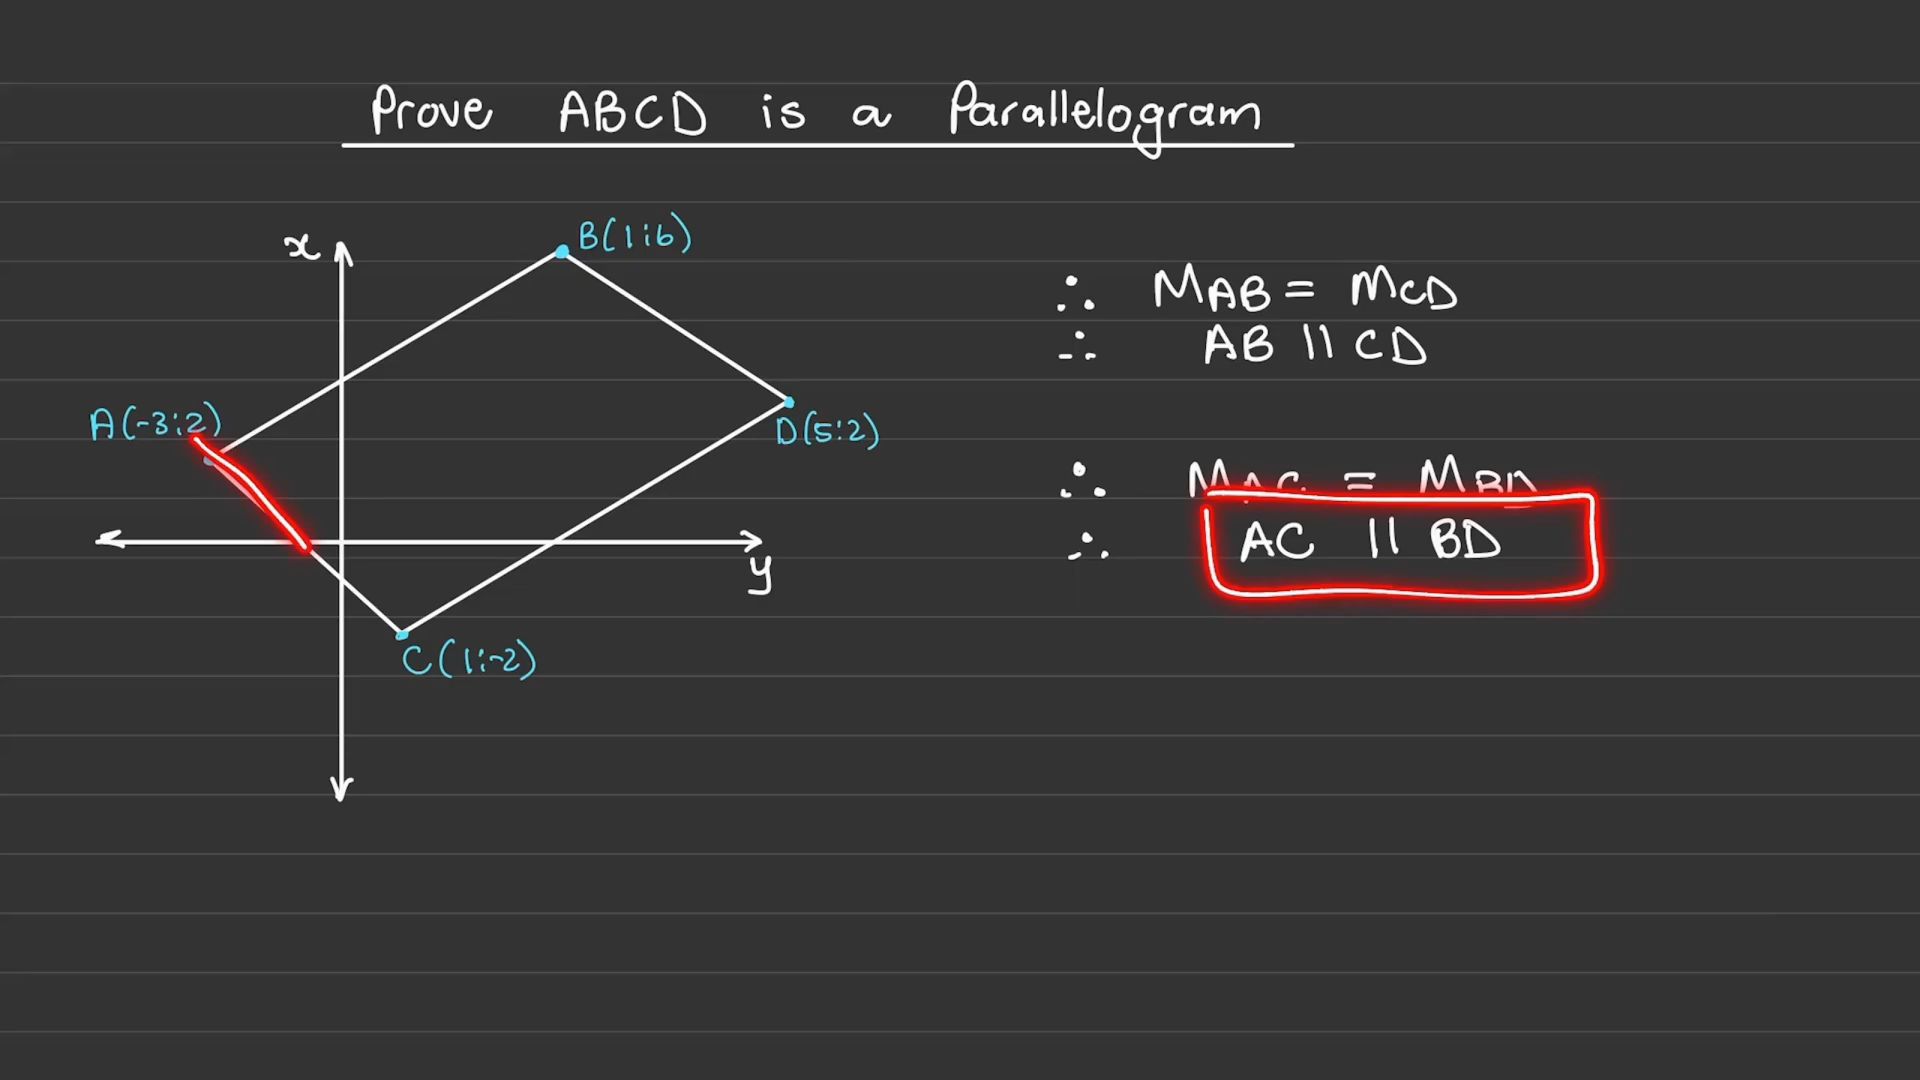 Prove ABCD is a Parallelogram
x
B(1;6)
A(-3;2)
D(5;2)
y
C(1;-2)
∴ MAB = MCD
∴ AB || CD
∴ MAC = MBD
∴ AC || BD